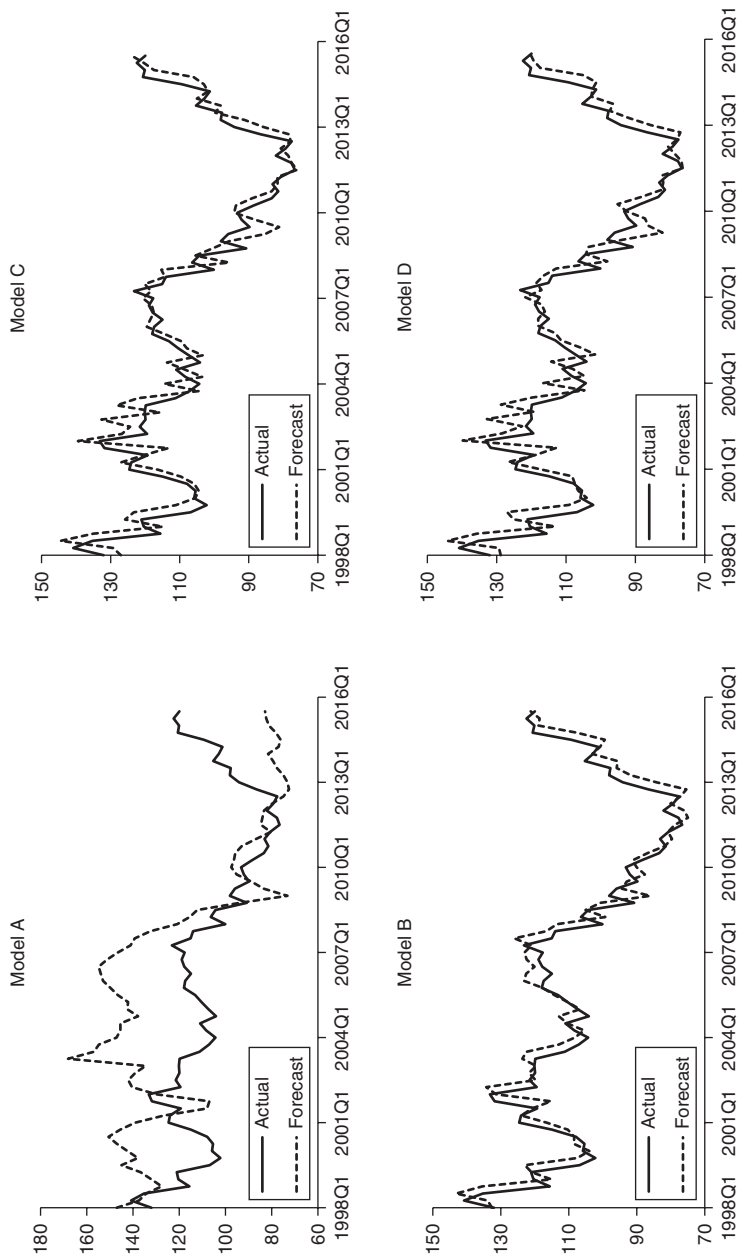 Model A
180
160
140
120
100
80
60
1998Q1
2001Q1
2004Q1
2007Q1
2010Q1
2013Q1
2016Q1
Actual
Forecast
Model B
150
130
110
90
70
1998Q1
2001Q1
2004Q1
2007Q1
2010Q1
2013Q1
2016Q1
Actual
Forecast
Model C
150
130
110
90
70
1998Q1
2001Q1
2004Q1
2007Q1
2010Q1
2013Q1
2016Q1
Actual
Forecast
Model D
150
130
110
90
70
1998Q1
2001Q1
2004Q1
2007Q1
2010Q1
2013Q1
2016Q1
Actual
Forecast